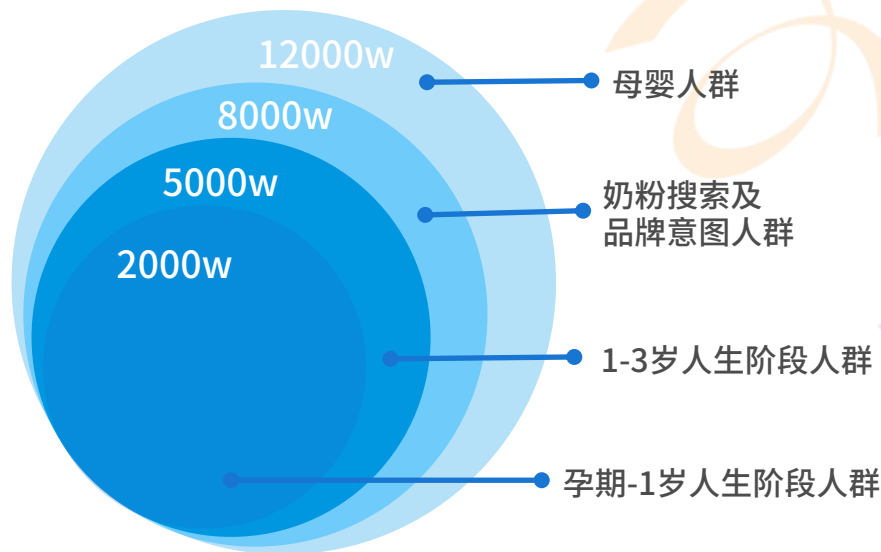 12000w
母婴人群
8000w
5000w
奶粉搜索及
品牌意图人群
2000w
1-3岁人生阶段人群
孕期-1岁人生阶段人群